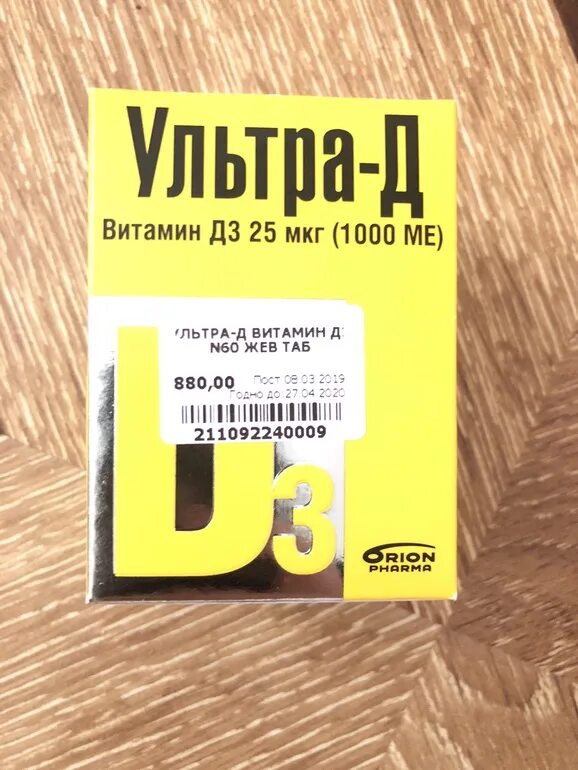 Ультра-Д
Витамин Д3 25 мкг (1000 МЕ)
УЛЬТРА-Д ВИТАМИН Д3
N60 ЖЕВ ТАБ
880,00 Пост 08.03.2019
Годно до 27.04.2020
211092240009
D3
ORION
PHARMA